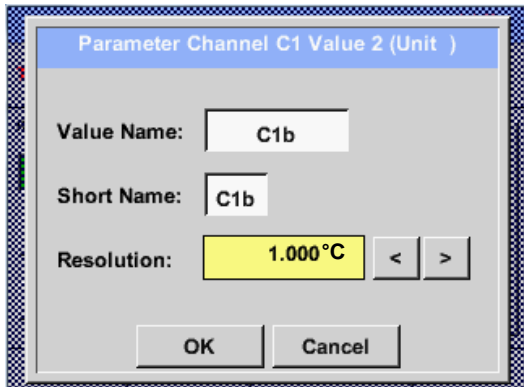 Parameter Channel C1 Value 2 (Unit )
Value Name: C1b
Short Name: C1b
Resolution: 1.000°C < >
OK Cancel